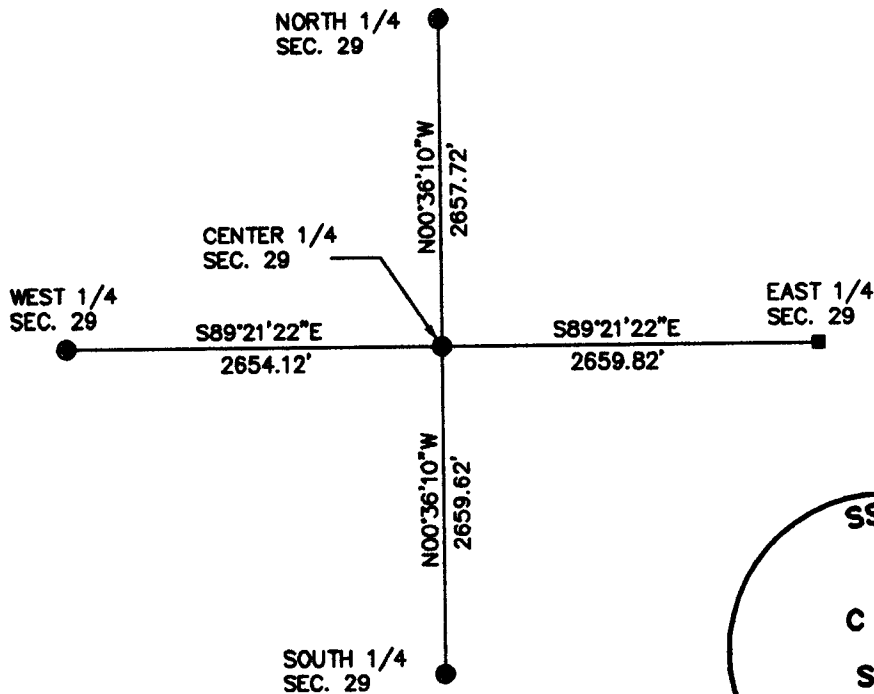 NORTH 1/4
SEC. 29
N00°36'10"W
2657.72'
CENTER 1/4
SEC. 29
WEST 1/4
SEC. 29
EAST 1/4
SEC. 29
S89°21'22"E
2654.12'
S89°21'22"E
2659.82'
N00°36'10"W
2659.62'
SOUTH 1/4
SEC. 29
C